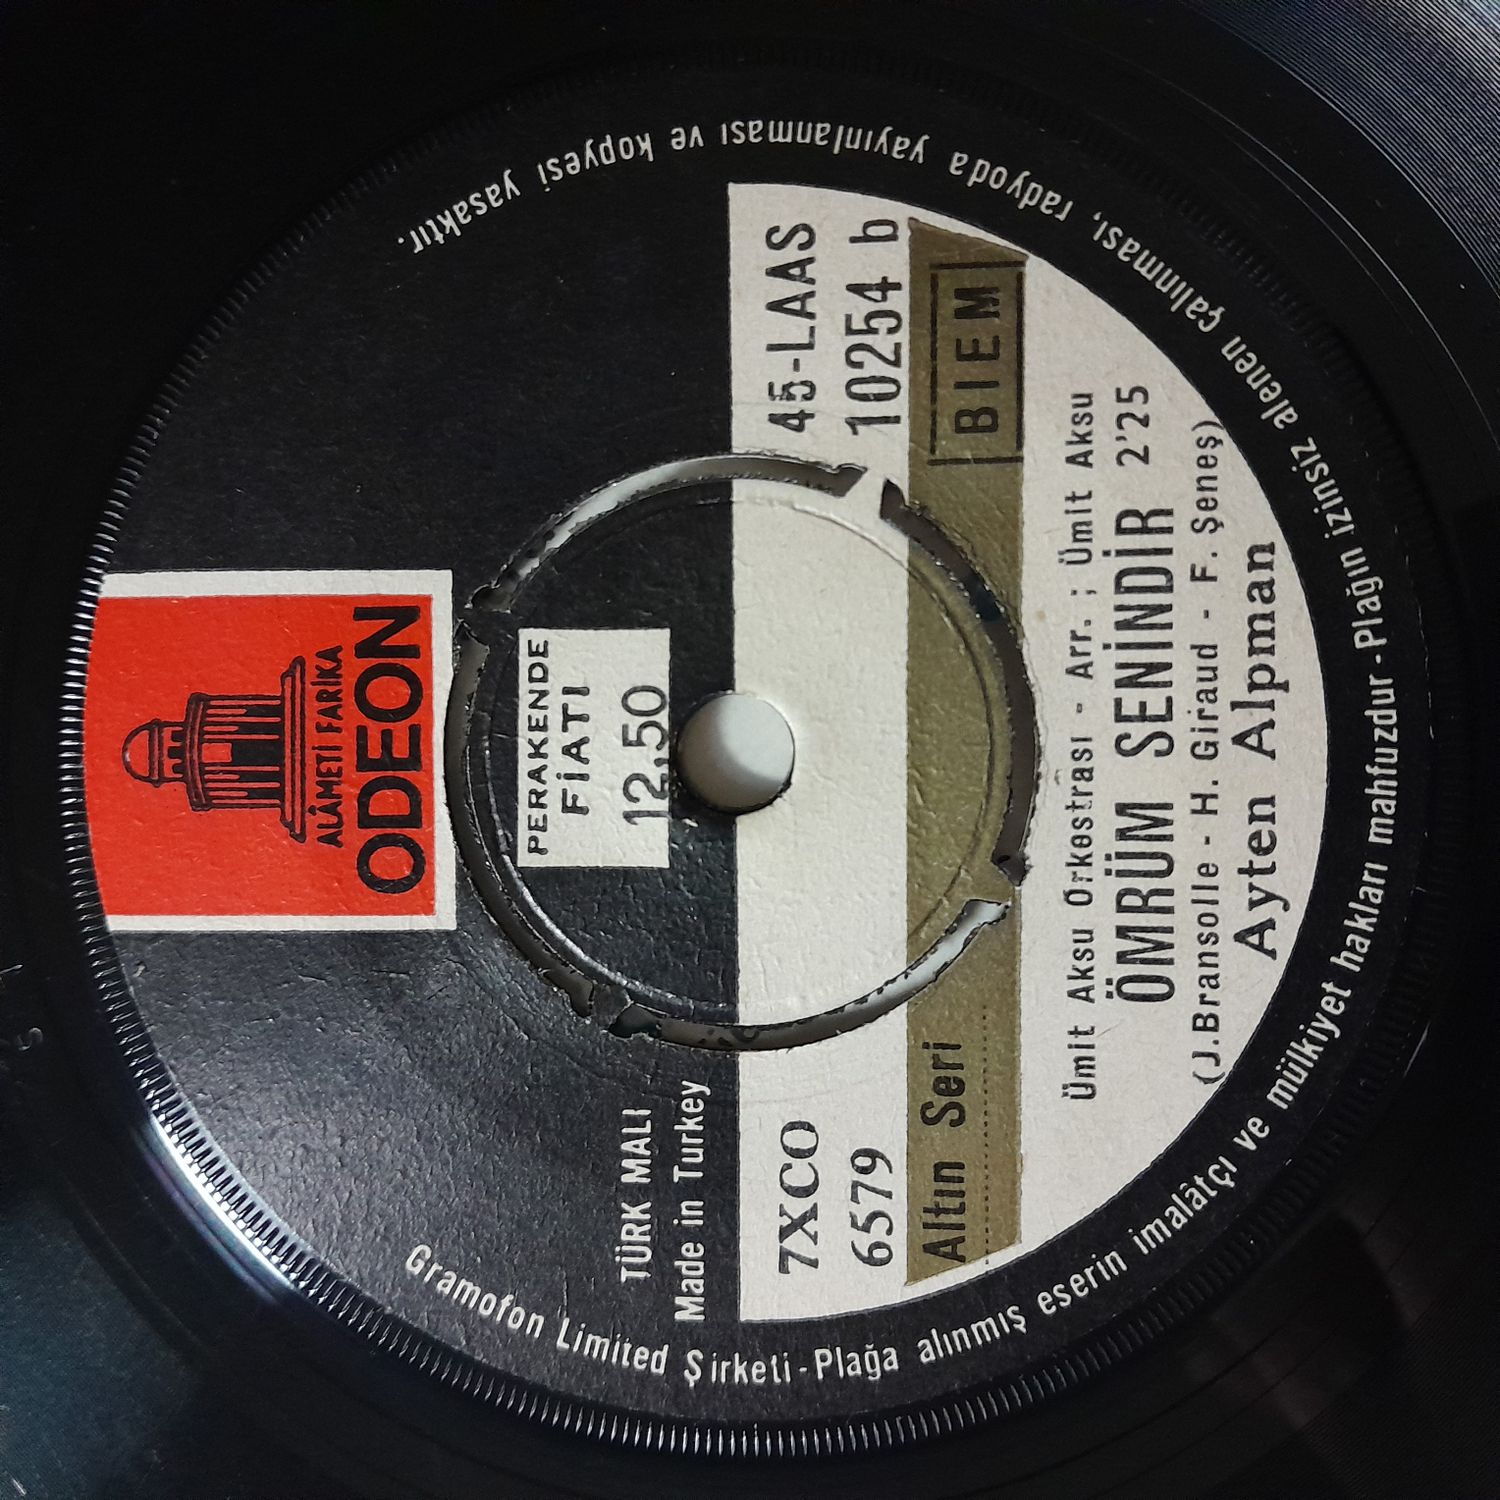 ALÂMETİ FARİKA
ODEON
PERAKENDE
FİATI
12,50
TÜRK MALI
Made in Turkey
7XCO
6579
45-LAAS
10254 b
Altın Seri
BIEM
Ümit Aksu Orkestrası - Arr. ; Ümit Aksu
ÖMRÜM SENİNDİR 2'25
(J.Bransolle - H. Giraud - F. Şeneş)
Ayten Alpman
Gramofon Limited Şirketi - Plağa alınmış eserin imalâtçı ve mülkiyet hakları mahfuzdur - Plağın izinsiz alenen çalınması, radyoda yayınlanması ve kopyesi yasaktır.